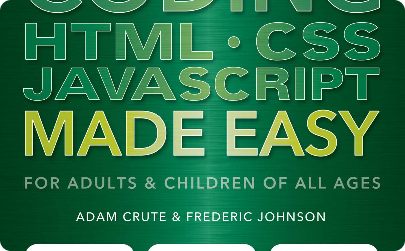 CODING
HTML • CSS
JAVASCRIPT
MADE EASY
FOR ADULTS & CHILDREN OF ALL AGES
ADAM CRUTE & FREDERIC JOHNSON